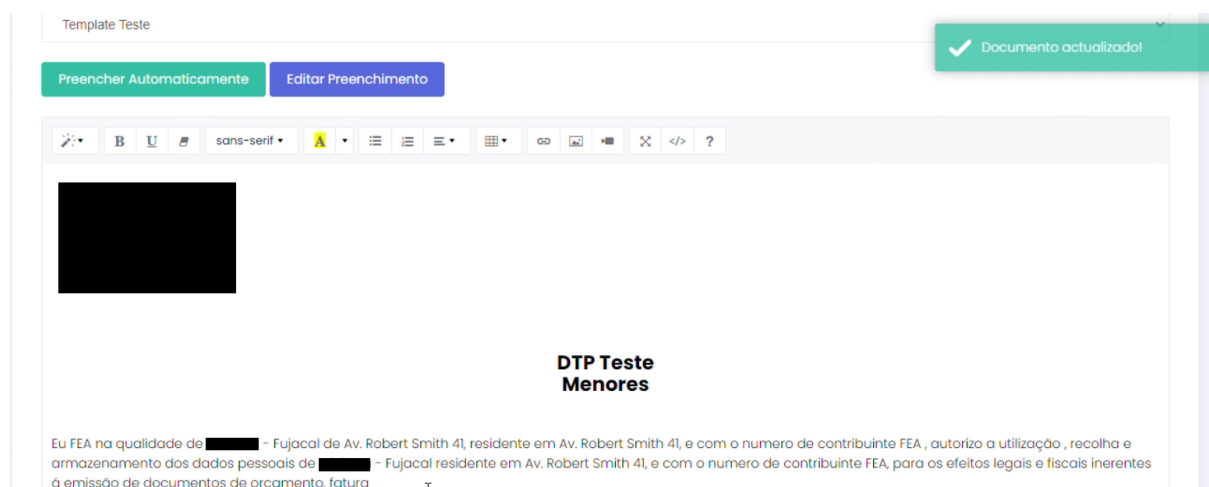 Template Teste
Documento actualizado!
Preencher Automaticamente Editar Preenchimento
B U sans-serif A </> ?
DTP Teste
Menores
Eu FEA na qualidade de - Fujacal de Av. Robert Smith 41, residente em Av. Robert Smith 41, e com o numero de contribuinte FEA , autorizo a utilização , recolha e
armazenamento dos dados pessoais de - Fujacal residente em Av. Robert Smith 41, e com o numero de contribuinte FEA, para os efeitos legais e fiscais inerentes
á emissão de documentos de orçamento, fatura